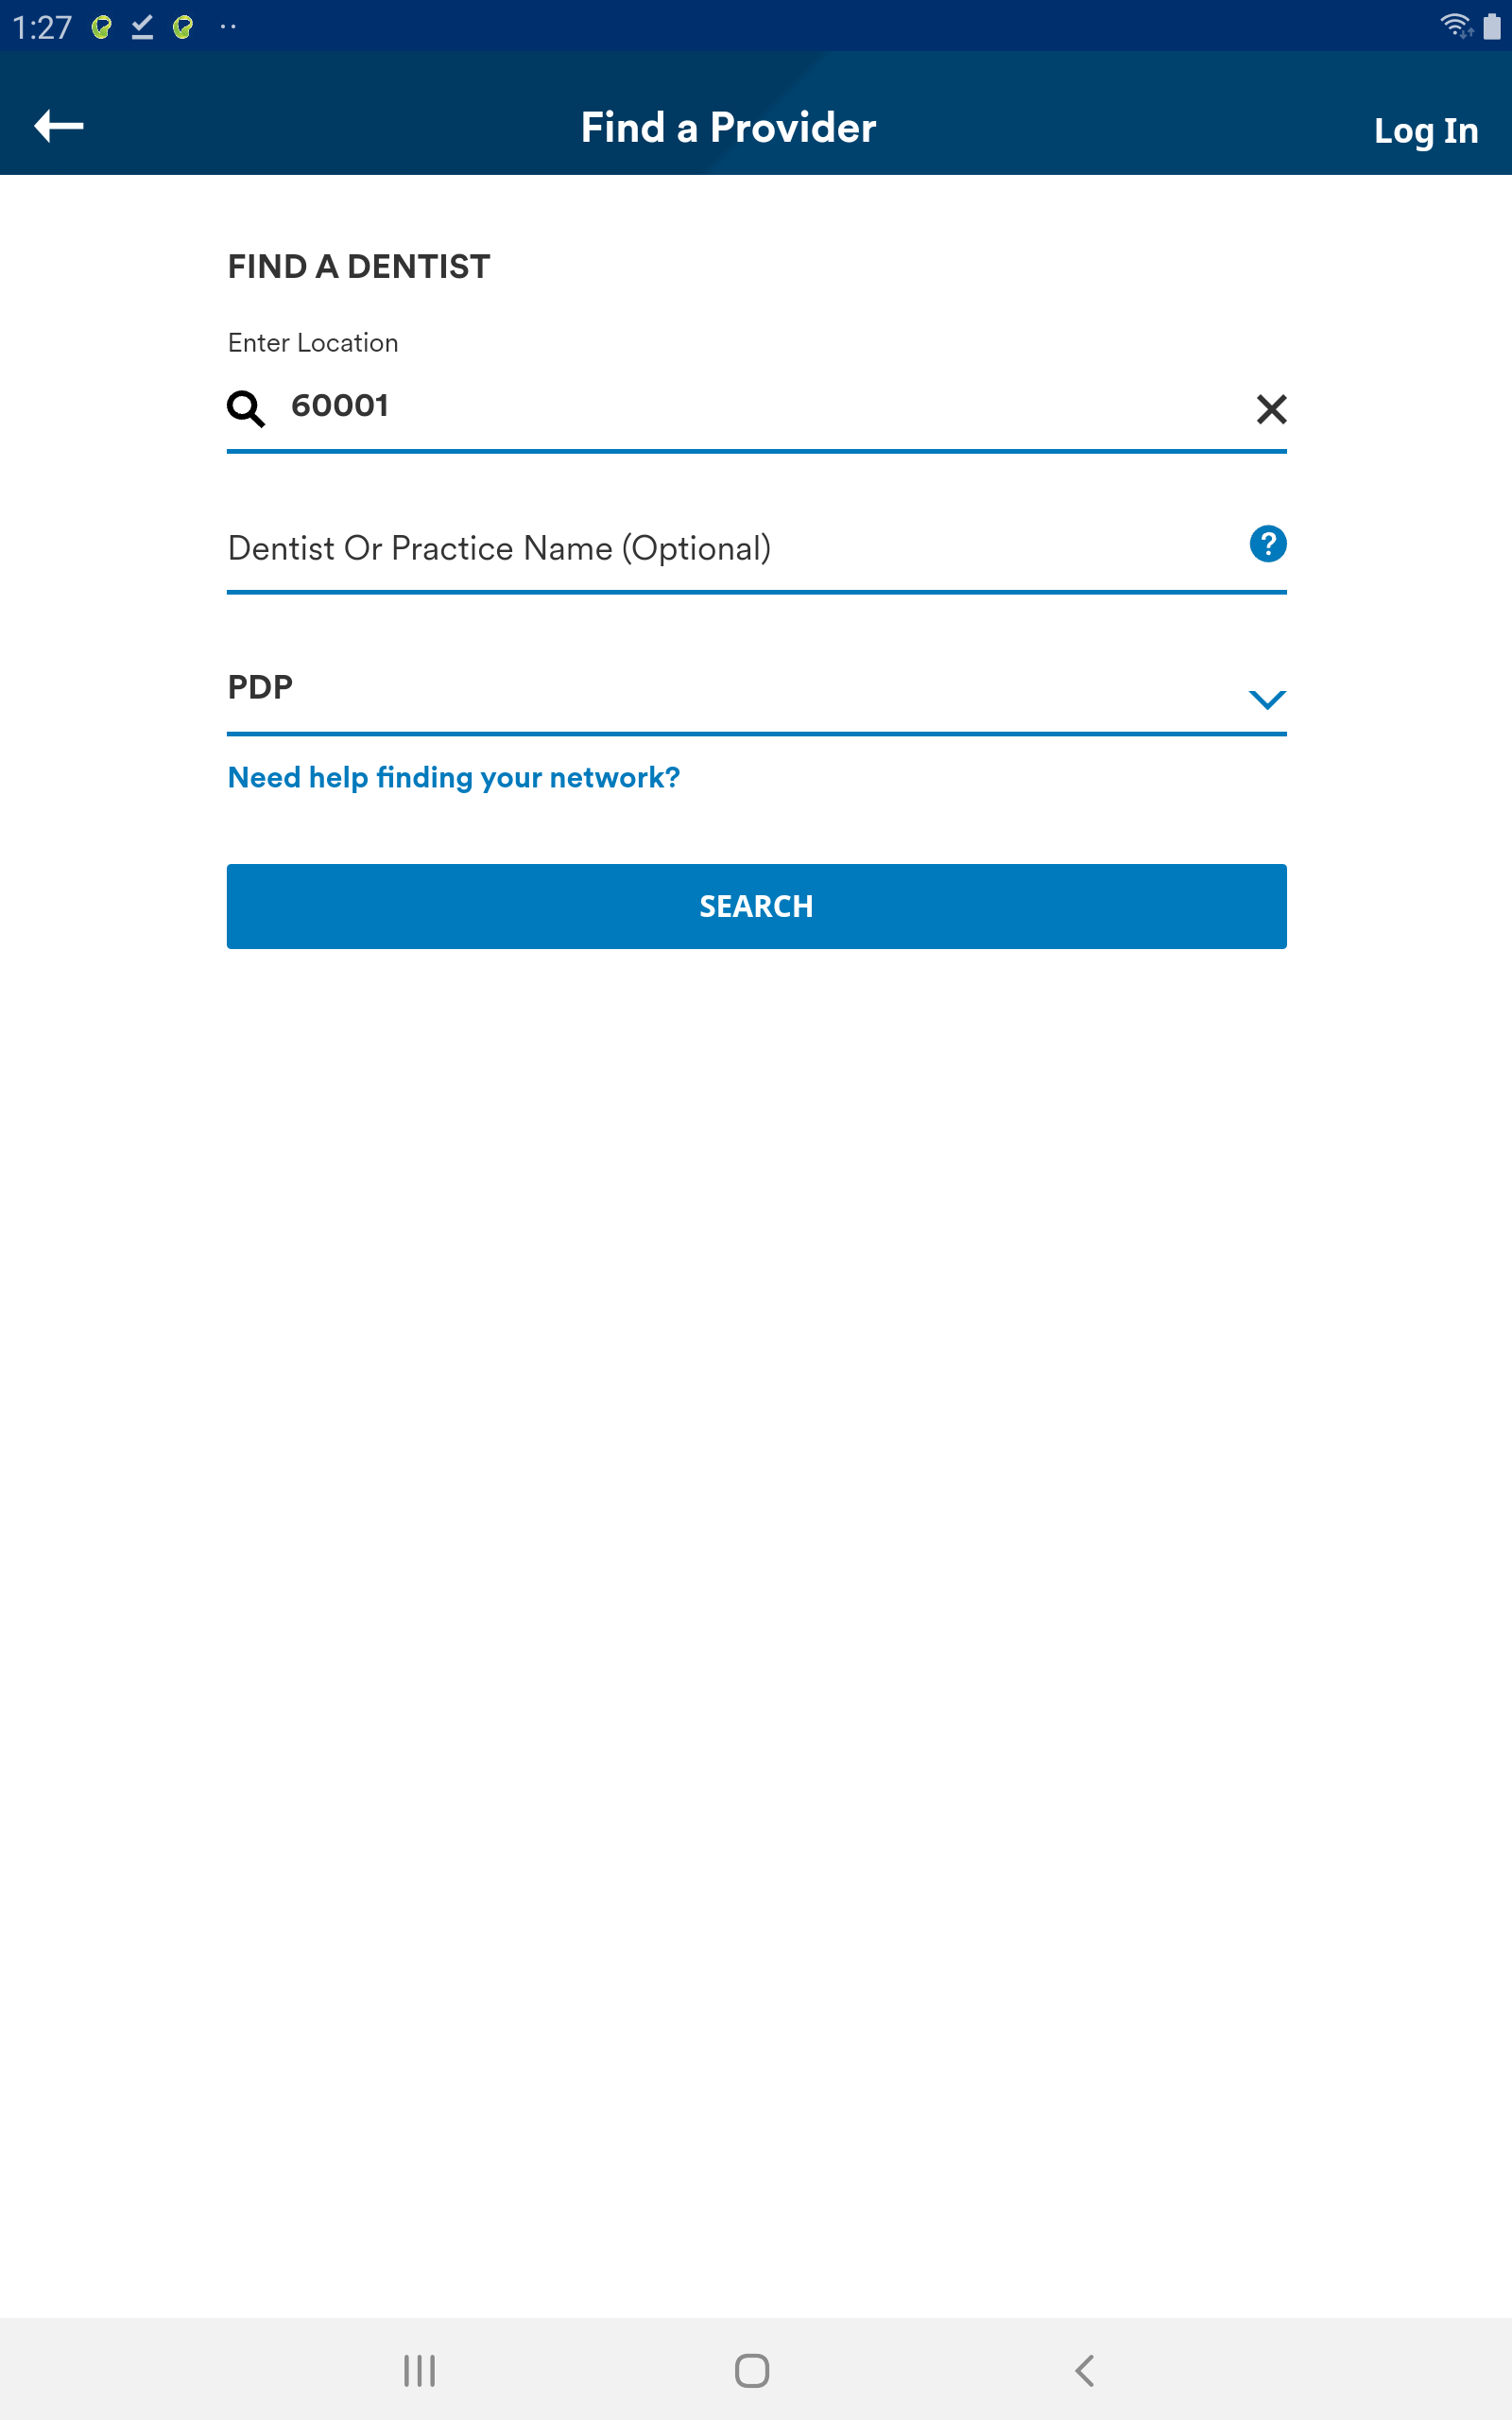 1:27
Find a Provider
Log In
FIND A DENTIST
Enter Location
60001
Dentist Or Practice Name (Optional)
?
PDP
Need help finding your network?
SEARCH